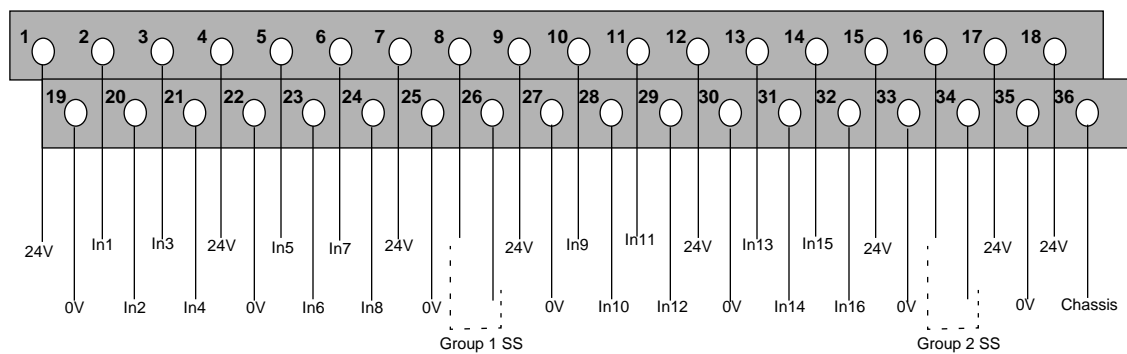 1 2 3 4 5 6 7 8 9 10 11 12 13 14 15 16 17 18
19 20 21 22 23 24 25 26 27 28 29 30 31 32 33 34 35 36
24V In1 In3 24V In5 In7 24V 24V In9 In11 24V In13 In15 24V 24V 24V
0V In2 In4 0V In6 In8 0V 0V In10 In12 0V In14 In16 0V 0V Chassis
Group 1 SS Group 2 SS